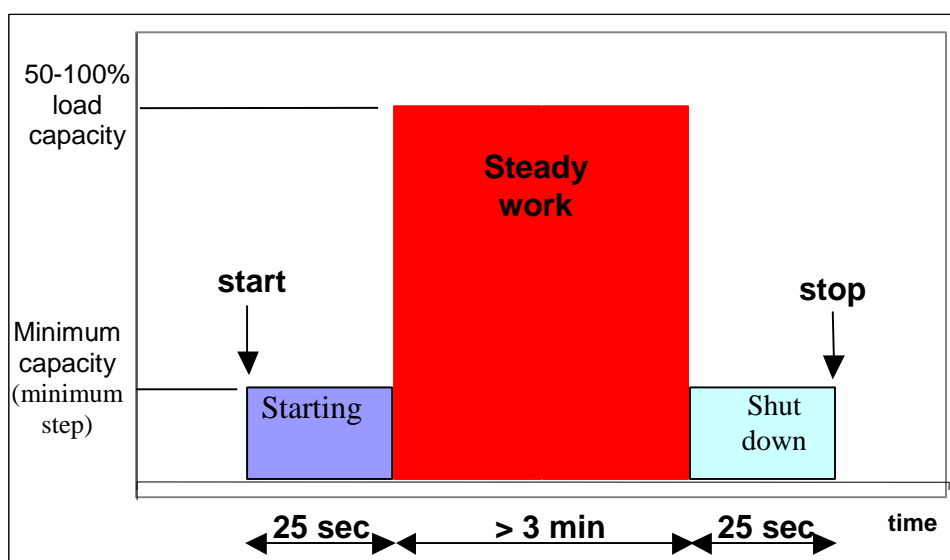 50-100%
load
capacity
Steady
work
start
stop
Minimum
capacity
(minimum
step)
Starting
Shut
down
25 sec
> 3 min
25 sec
time